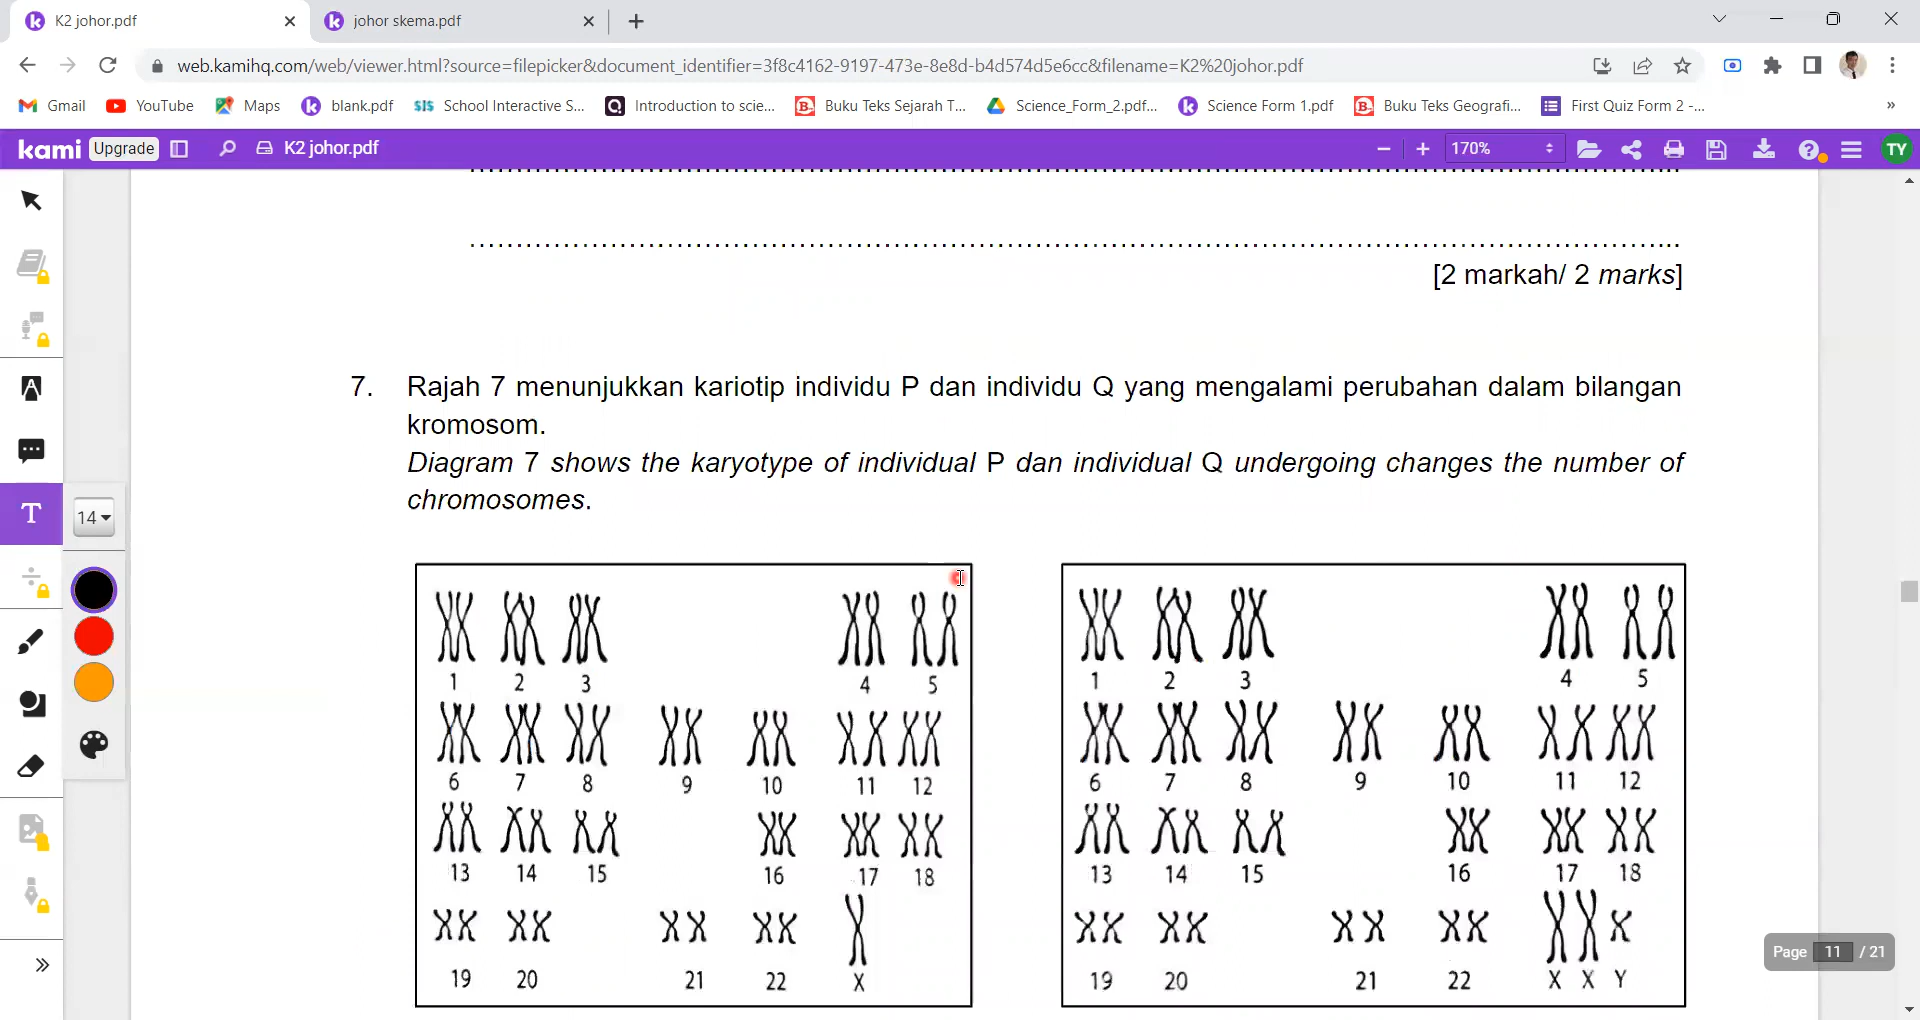 K2 johor.pdf
johor skema.pdf
web.kamihq.com/web/viewer.html?source=filepicker&document_identifier=3f8c4162-9197-473e-8e8d-b4d574d5e6cc&filename=K2%20johor.pdf
Gmail YouTube Maps blank.pdf School Interactive S... Introduction to scie... Buku Teks Sejarah T... Science_Form_2.pdf... Science Form 1.pdf Buku Teks Geografi... First Quiz Form 2 -... »
kami Upgrade K2 johor.pdf 170% TY
[2 markah/ 2 marks]
7. Rajah 7 menunjukkan kariotip individu P dan individu Q yang mengalami perubahan dalam bilangan
kromosom.
Diagram 7 shows the karyotype of individual P dan individual Q undergoing changes the number of
chromosomes.
T 14
1 2 3 4 5
6 7 8 9 10 11 12
13 14 15 16 17 18
19 20 21 22 X
1 2 3 4 5
6 7 8 9 10 11 12
13 14 15 16 17 18
19 20 21 22 X X Y
Page 11 / 21